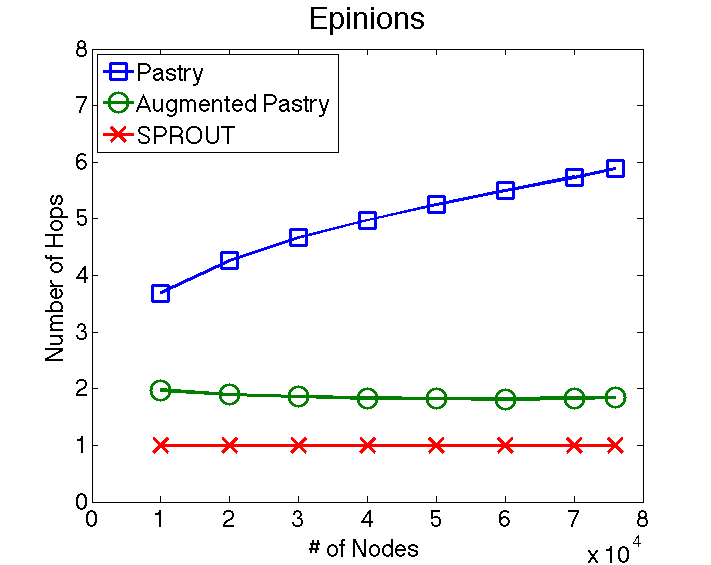 Epinions
Pastry
Augmented Pastry
SPROUT
Number of Hops
8
7
6
5
4
3
2
1
0
0 1 2 3 4 5 6 7 8
# of Nodes
x 10^4